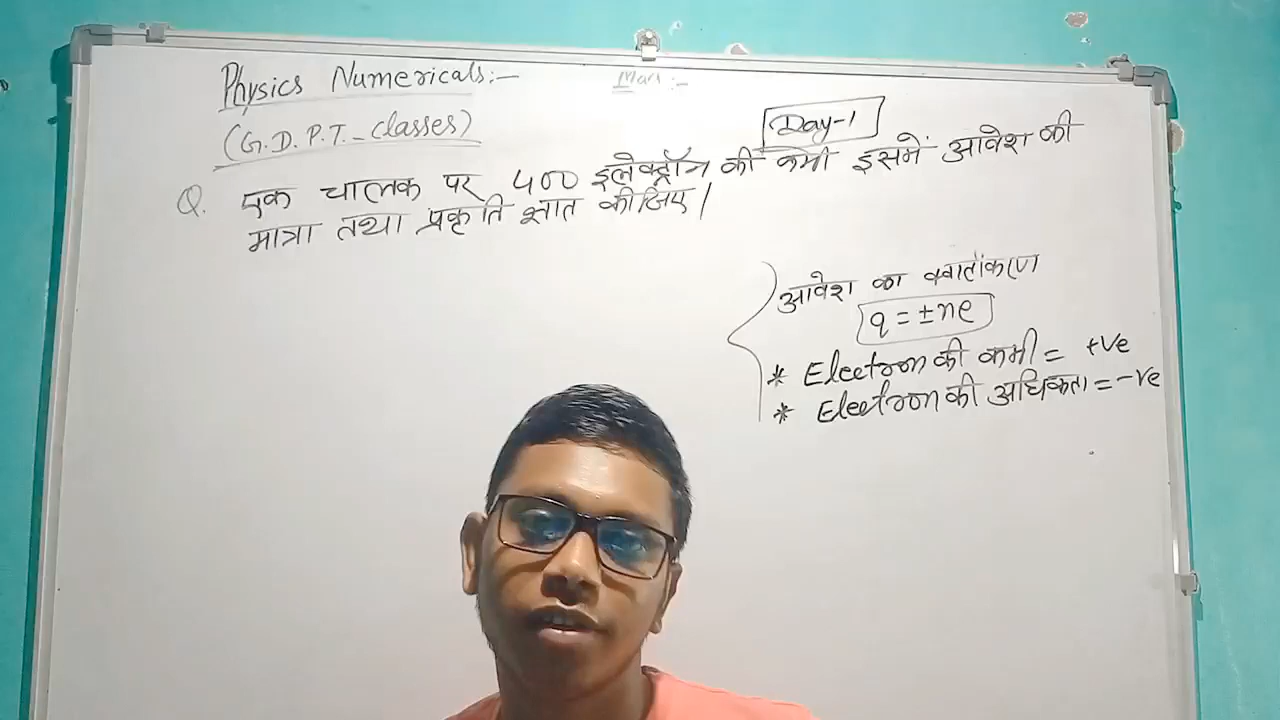 Physics Numericals:-
(G.D.P.T. Classes)
Day-1
Q. एक चालक पर 400 इलेक्ट्रॉन की कमी इसमें आवेश की
मात्रा तथा प्रकृति ज्ञात कीजिए।
आवेश का क्वातांकरण
q = ±ne
* Electron की कमी = +ve
* Electron की अधिकता = -ve